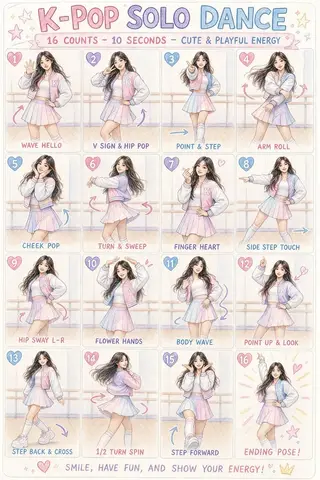 K-POP SOLO DANCE
16 COUNTS – 10 SECONDS – CUTE & PLAYFUL ENERGY
1
WAVE HELLO
2
V SIGN & HIP POP
3
POINT & STEP
4
ARM ROLL
5
CHEEK POP
6
TURN & SWEEP
7
FINGER HEART
8
SIDE STEP TOUCH
9
HIP SWAY L-R
10
FLOWER HANDS
11
BODY WAVE
12
POINT UP & LOOK
13
STEP BACK & CROSS
14
1/2 TURN SPIN
15
STEP FORWARD
16
ENDING POSE!
SMILE, HAVE FUN, AND SHOW YOUR ENERGY!